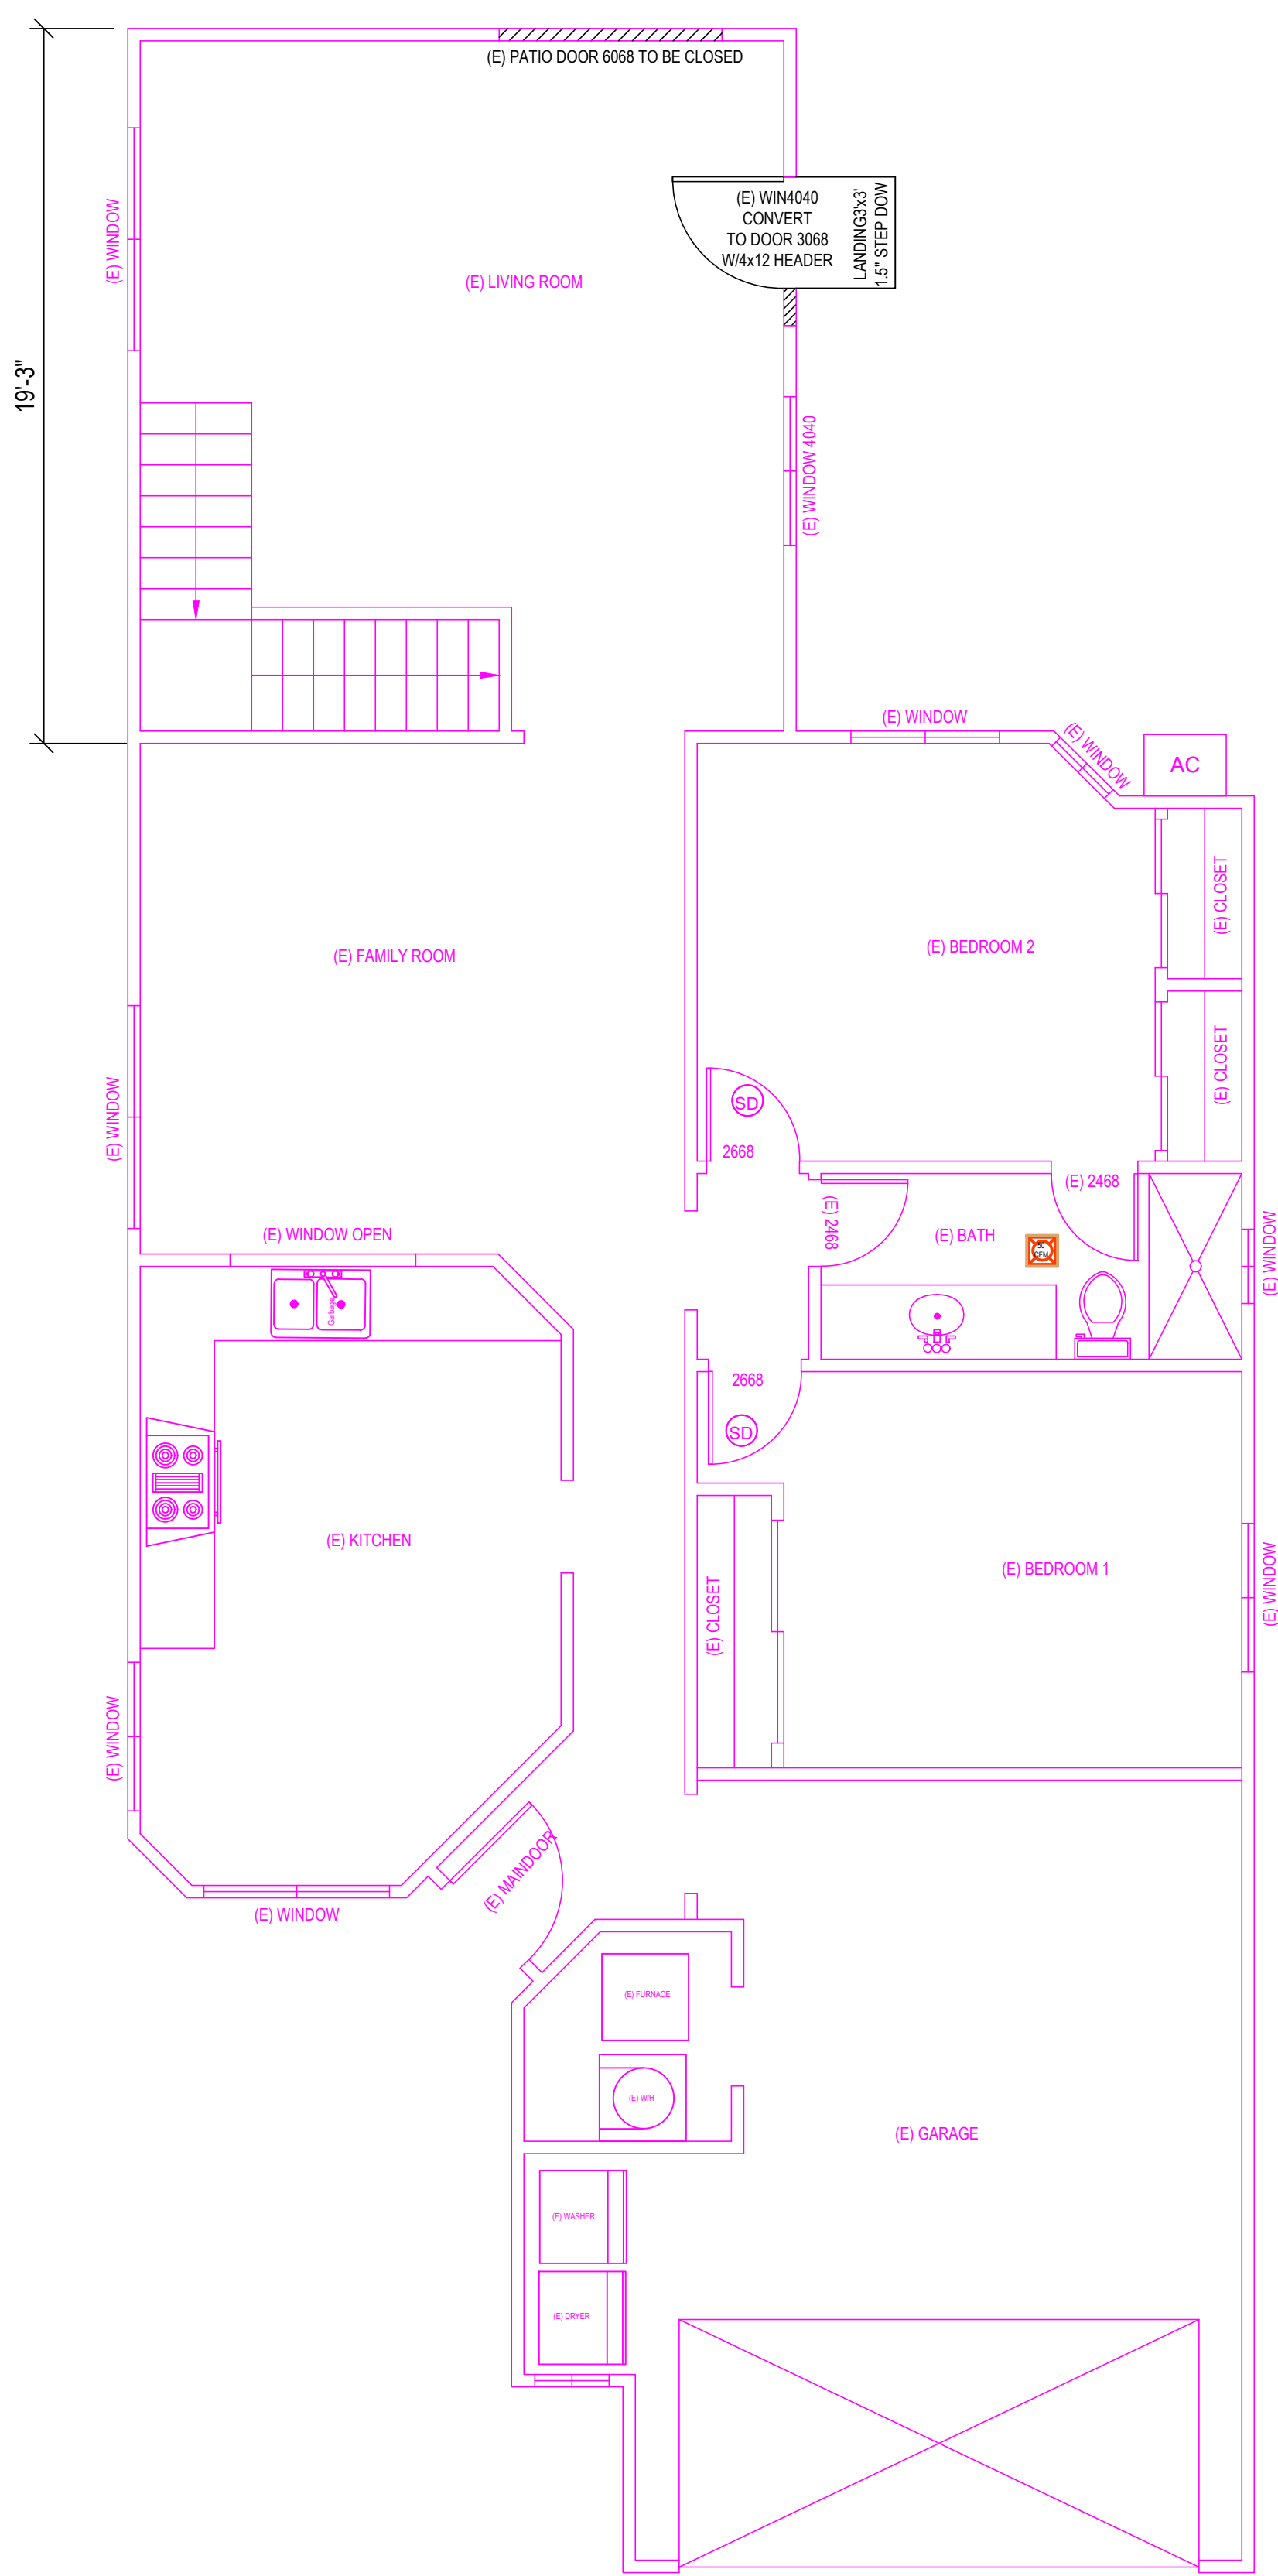 (E) PATIO DOOR 6068 TO BE CLOSED
(E) WINDOW
(E) WIN4040
CONVERT
TO DOOR 3068
W/4x12 HEADER
LANDING3'x3'
1.5" STEP DOW
(E) LIVING ROOM
19'-3"
(E) WINDOW 4040
(E) WINDOW
(E) WINDOW
AC
(E) CLOSET
(E) FAMILY ROOM
(E) BEDROOM 2
(E) CLOSET
SD
(E) WINDOW
2668
(E) 2468
(E) 2468
(E) WINDOW OPEN
(E) BATH
50
CFM
(E) WINDOW
Garbage
2668
SD
(E) KITCHEN
(E) BEDROOM 1
(E) WINDOW
(E) CLOSET
(E) WINDOW
(E) MAINDOOR
(E) WINDOW
(E) FURNACE
(E) W/H
(E) GARAGE
(E) WASHER
(E) DRYER